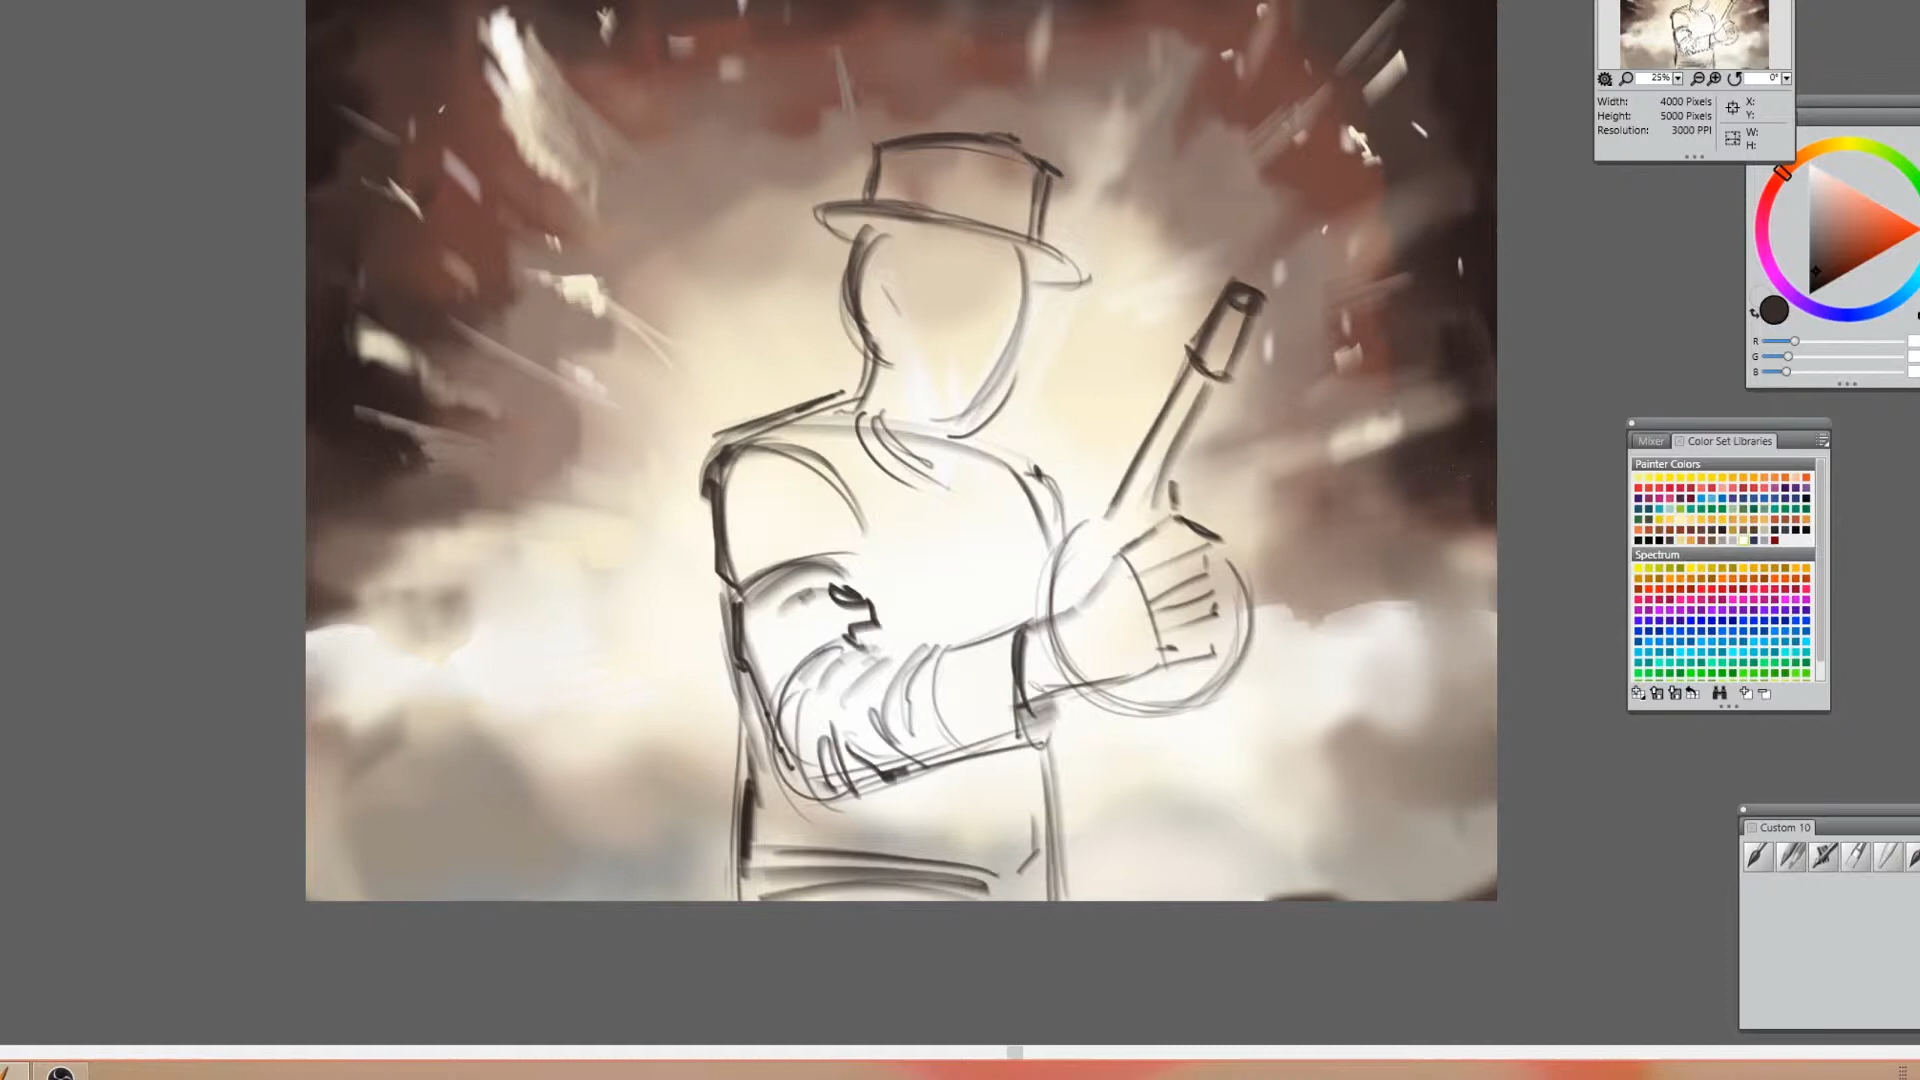 25%
0°
Width: 4000 Pixels
Height: 5000 Pixels
Resolution: 3000 PPI
X:
Y:
W:
H:
R
G
B
Mixer
Color Set Libraries
Painter Colors
Spectrum
Custom 10